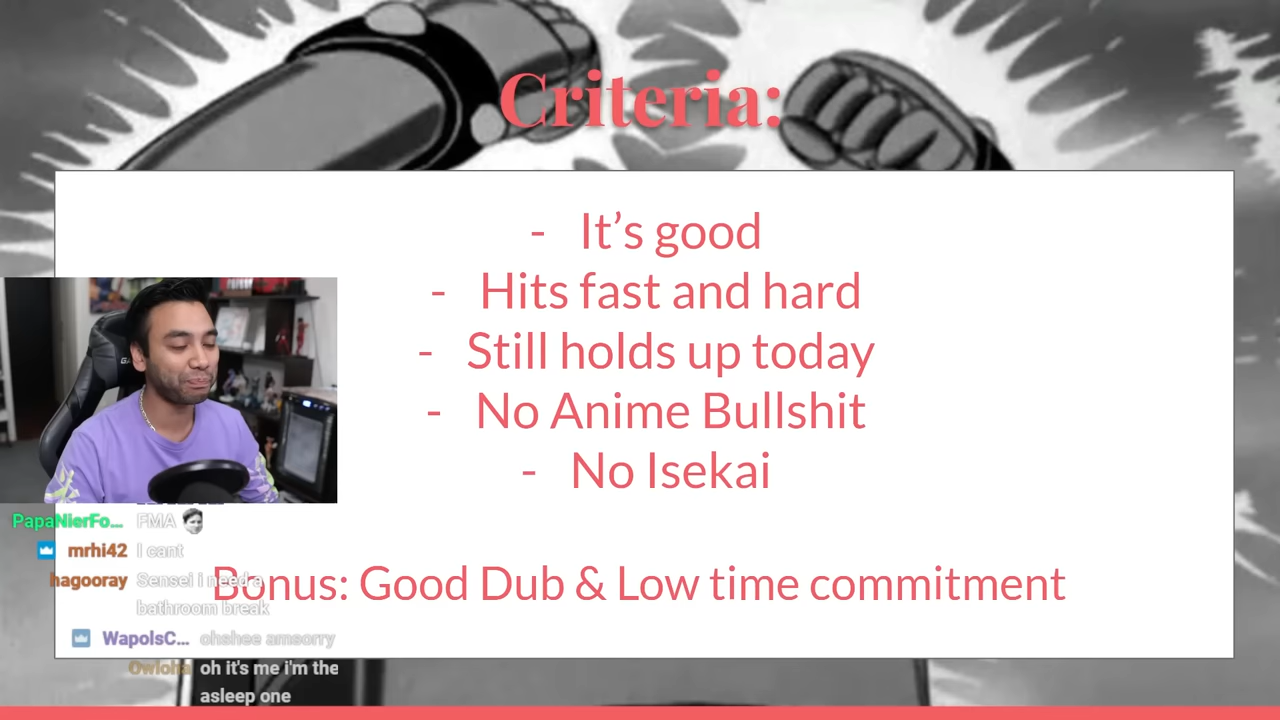 Criteria:
- It's good
- Hits fast and hard
- Still holds up today
- No Anime Bullshit
- No Isekai
Bonus: Good Dub & Low time commitment
PapaNierFo... FMA
mrhi42 I cant
hagooray Sensei i need a
bathroom break
WapolsC... ohshee amsorry
Owloha oh it's me i'm the
asleep one